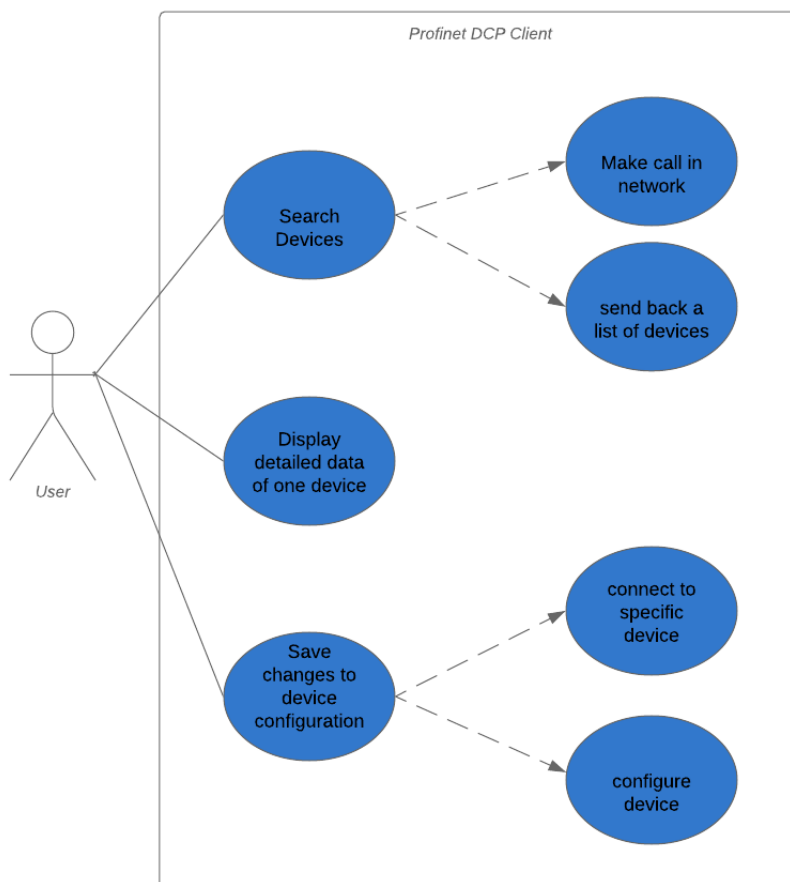 Profinet DCP Client
Make call in
network
Search
Devices
send back a
list of devices
User
Display
detailed data
of one device
connect to
specific
device
Save
changes to
device
configuration
configure
device